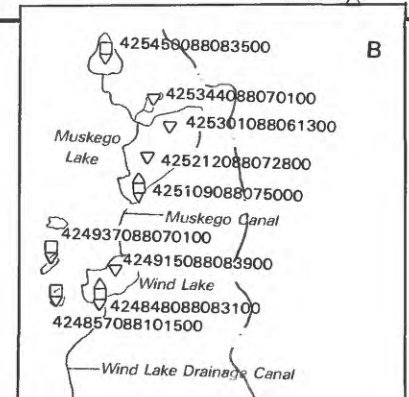 B
425450088083500
425344088070100
425301088061300
Muskego
Lake
425212088072800
425109088075000
Muskego Canal
424937088070100
424915088083900
Wind Lake
424848088083100
424857088101500
Wind Lake Drainage Canal